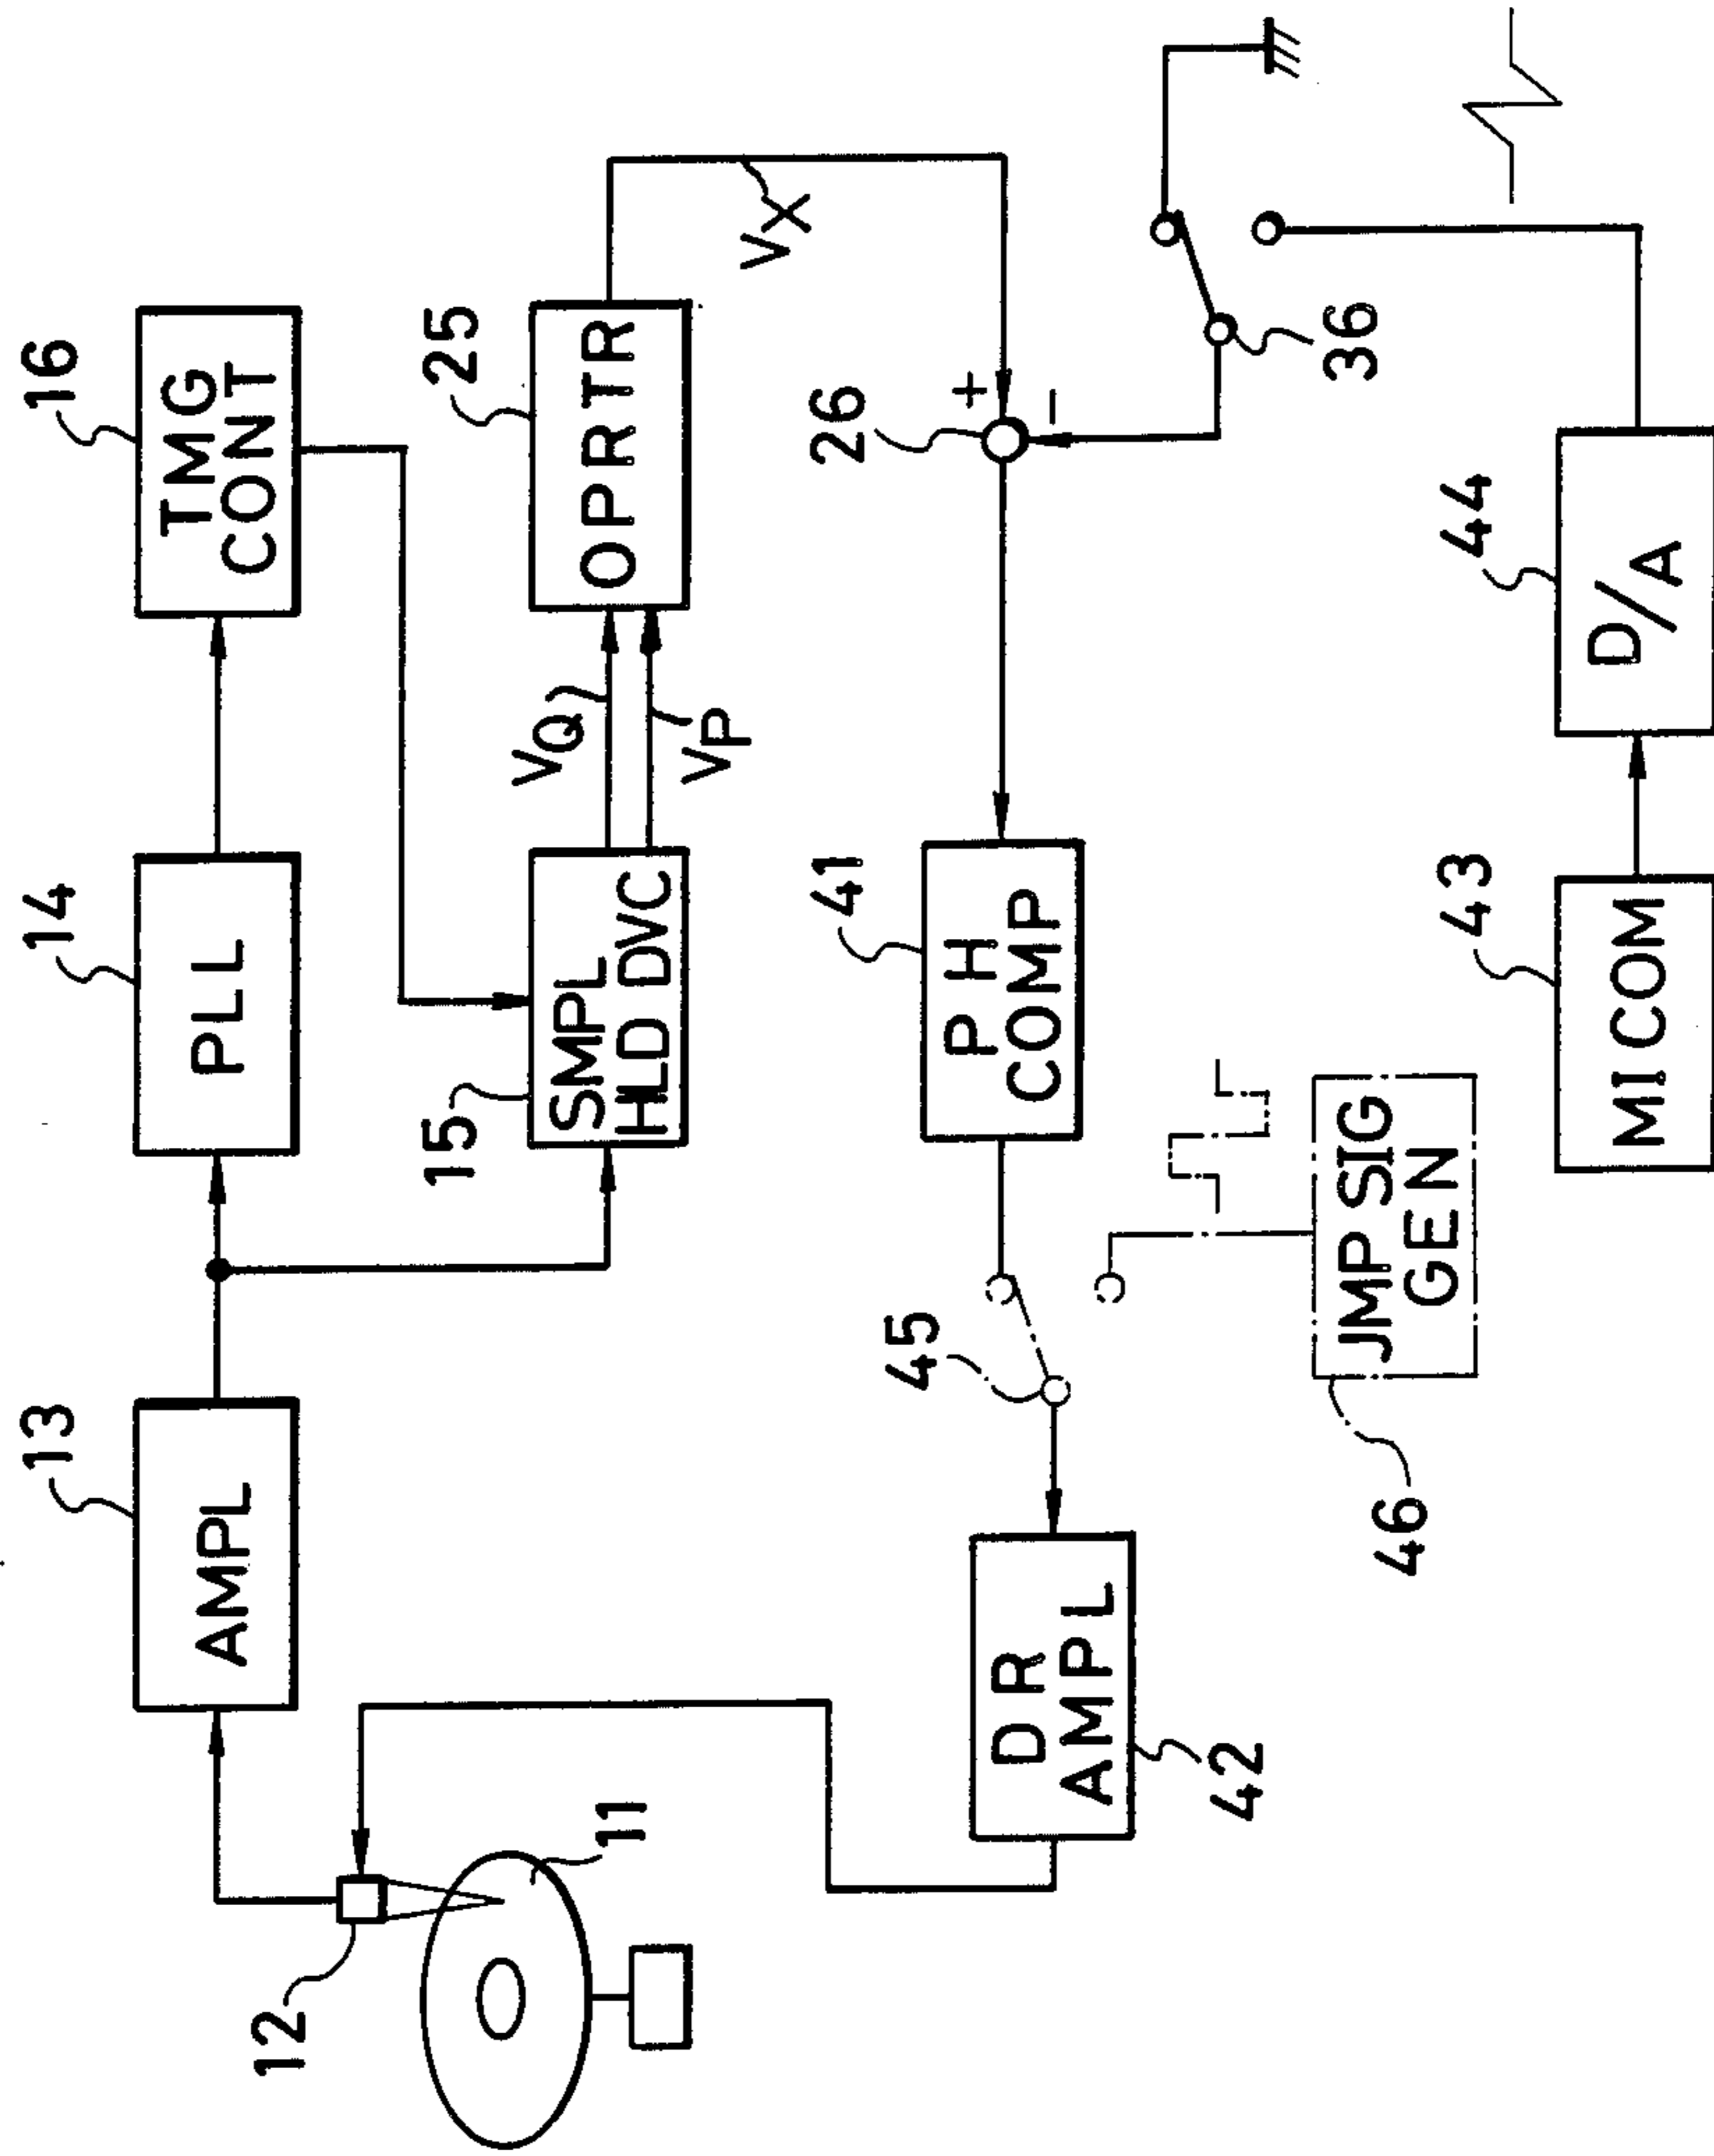 13
AMPL
14
PLL
16
TMG
CONT
12
11
15
SMPL
HLD DVC
VQ
VP
25
OPRTR
VX
42
DR
AMPL
45
41
PH
COMP
26
+
-
36
46
JMP SIG
GEN
43
MICOM
44
D/A